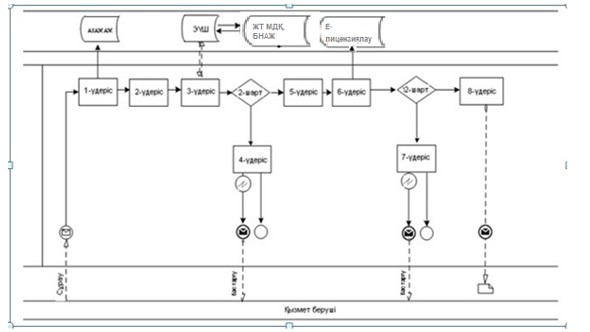 ЭҮШ
ЖТ МДҚ,
БНАЖ
Е-
лицензиялау
1-үдеріс
2-үдеріс
3-үдеріс
2-шарт
5-үдеріс
6-үдеріс
2-шарт
8-үдеріс
4-үдеріс
7-үдеріс
Сұрау
бастарту
бастарту
Қызмет беруші